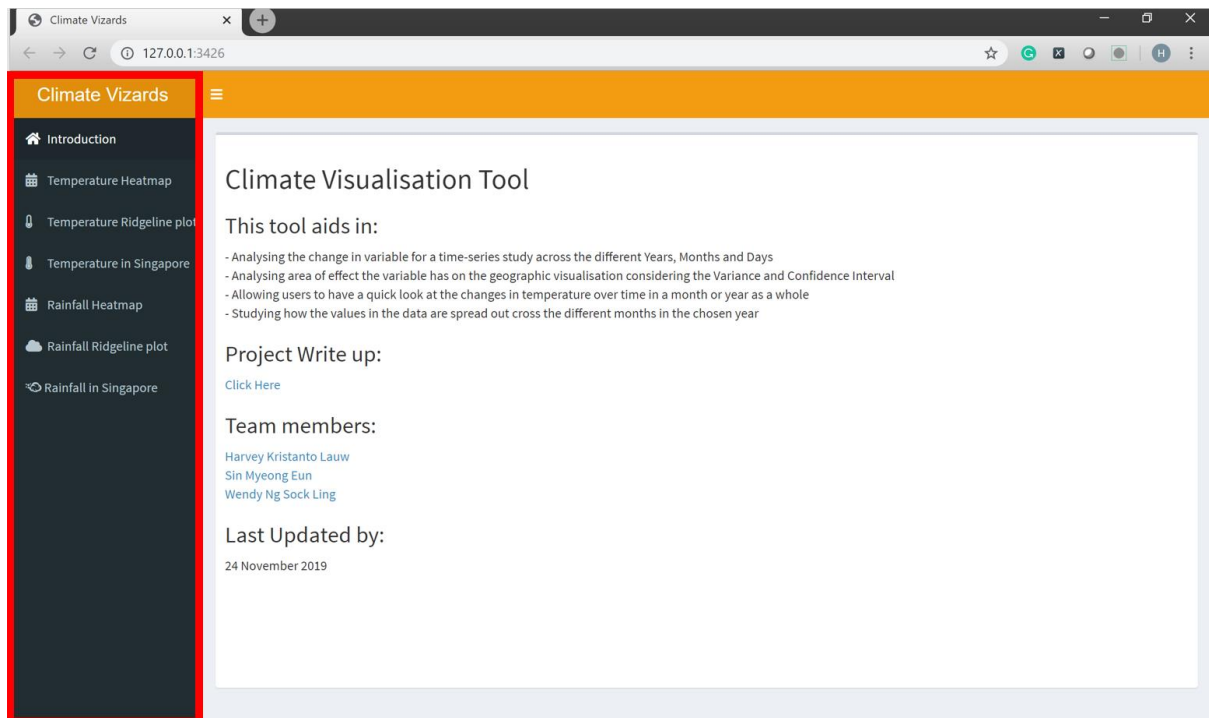 Climate Vizards
127.0.0.1:3426
H
Climate Vizards
Introduction
Temperature Heatmap
Temperature Ridgeline plot
Temperature in Singapore
Rainfall Heatmap
Rainfall Ridgeline plot
Rainfall in Singapore
Climate Visualisation Tool
This tool aids in:
- Analysing the change in variable for a time-series study across the different Years, Months and Days
- Analysing area of effect the variable has on the geographic visualisation considering the Variance and Confidence Interval
- Allowing users to have a quick look at the changes in temperature over time in a month or year as a whole
- Studying how the values in the data are spread out cross the different months in the chosen year
Project Write up:
Click Here
Team members:
Harvey Kristanto Lauw
Sin Myeong Eun
Wendy Ng Sock Ling
Last Updated by:
24 November 2019